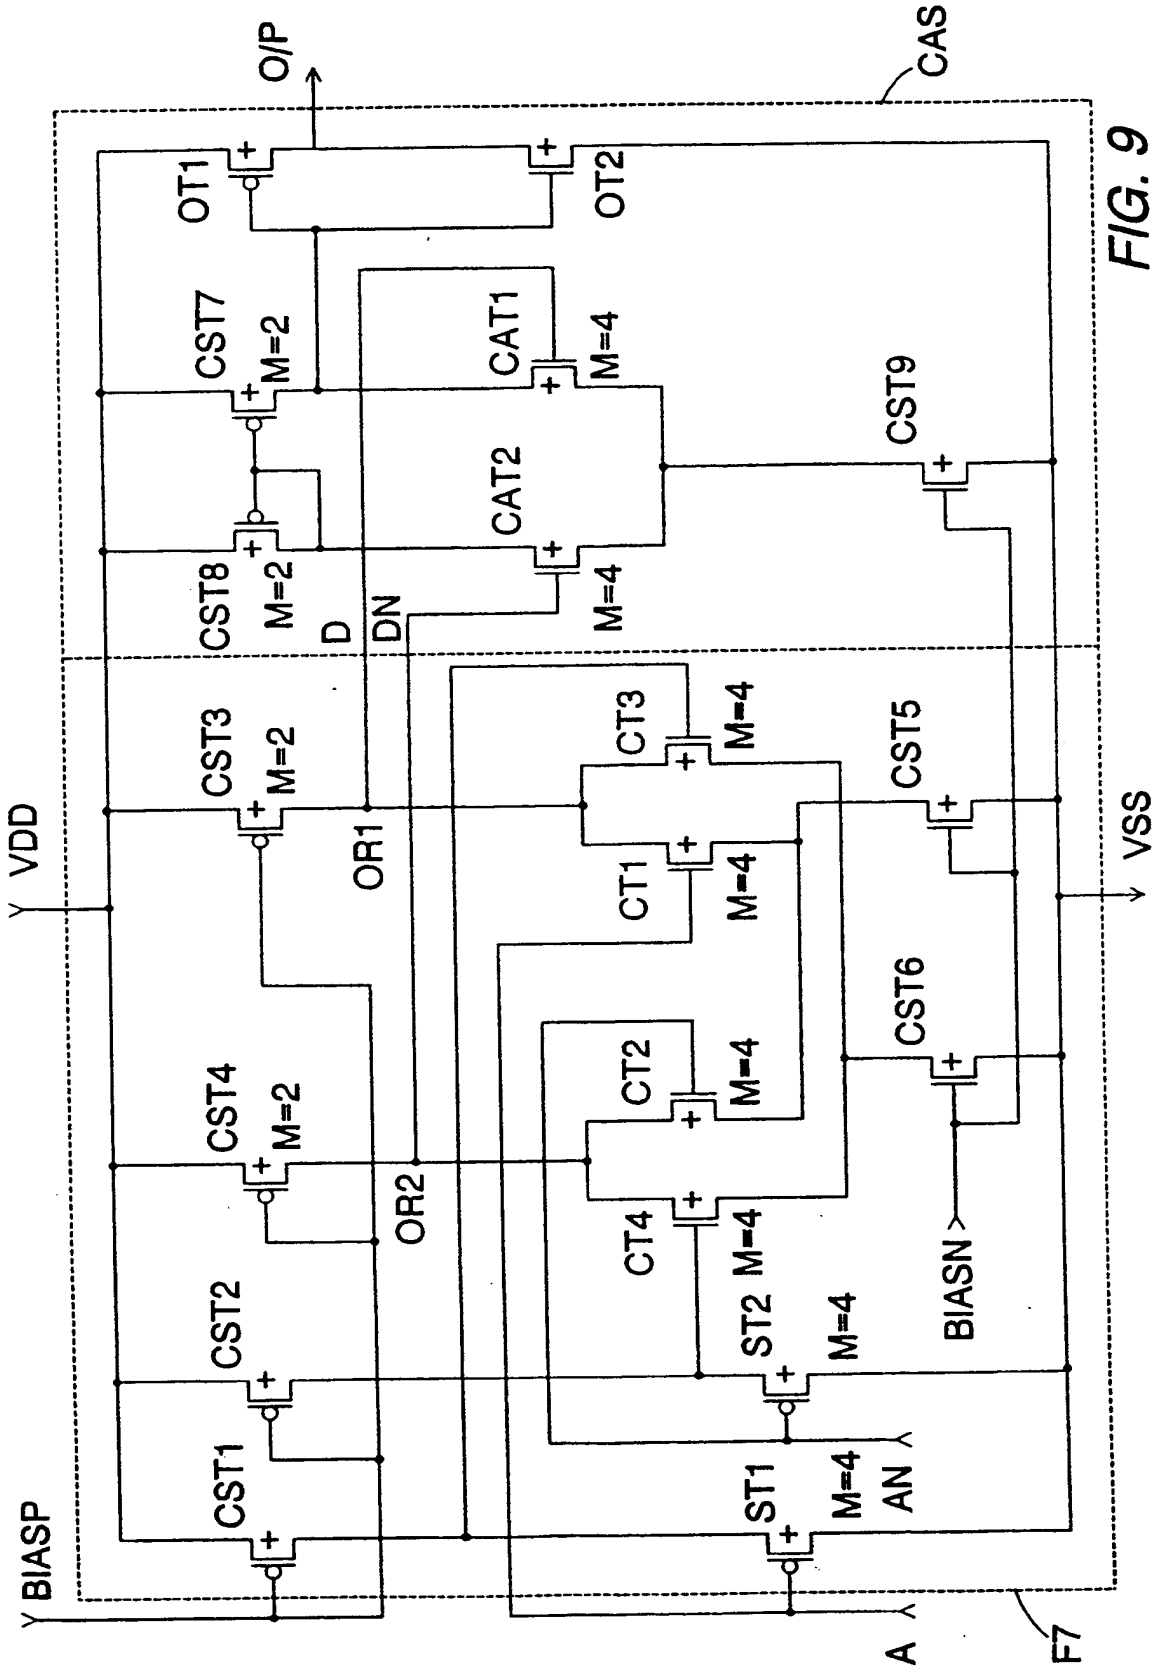 VDD
BIASP
CST1
CST2
CST4
M=2
CST3
M=2
CST8
M=2
CST7
M=2
OT1
O/P
OR2
OR1
D
DN
CAT2
M=4
CAT1
M=4
OT2
CT4
M=4
CT2
M=4
CT1
M=4
CT3
M=4
ST1
M=4
ST2
M=4
A
AN
BIASN
CST6
CST5
CST9
VSS
F7
CAS
FIG. 9